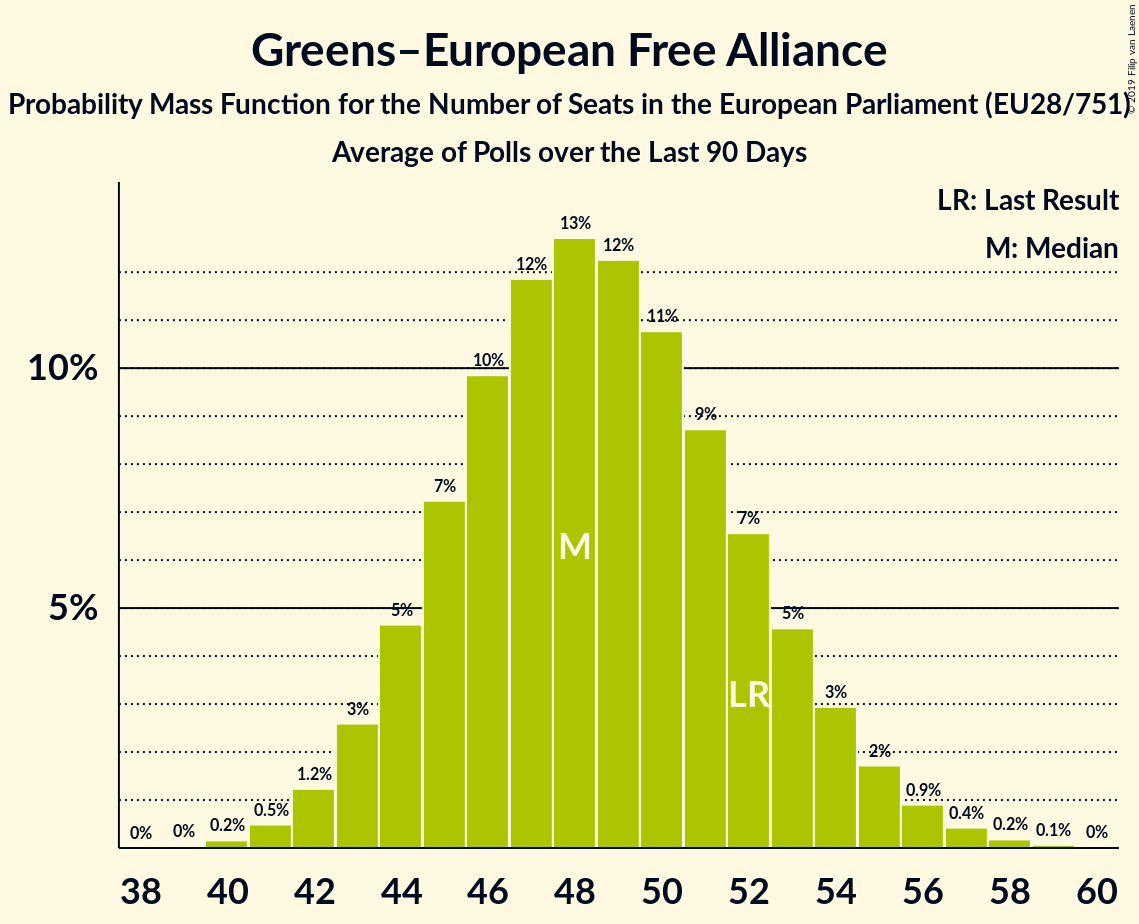 Greens–European Free Alliance
Probability Mass Function for the Number of Seats in the European Parliament (EU28/751)
Average of Polls over the Last 90 Days
© 2019 Filip van Laenen
LR: Last Result
M: Median
10%
5%
0%
0%
0.2%
0.5%
1.2%
3%
5%
7%
10%
12%
13%
12%
11%
9%
7%
5%
3%
2%
0.9%
0.4%
0.2%
0.1%
0%
M
LR
38 40 42 44 46 48 50 52 54 56 58 60